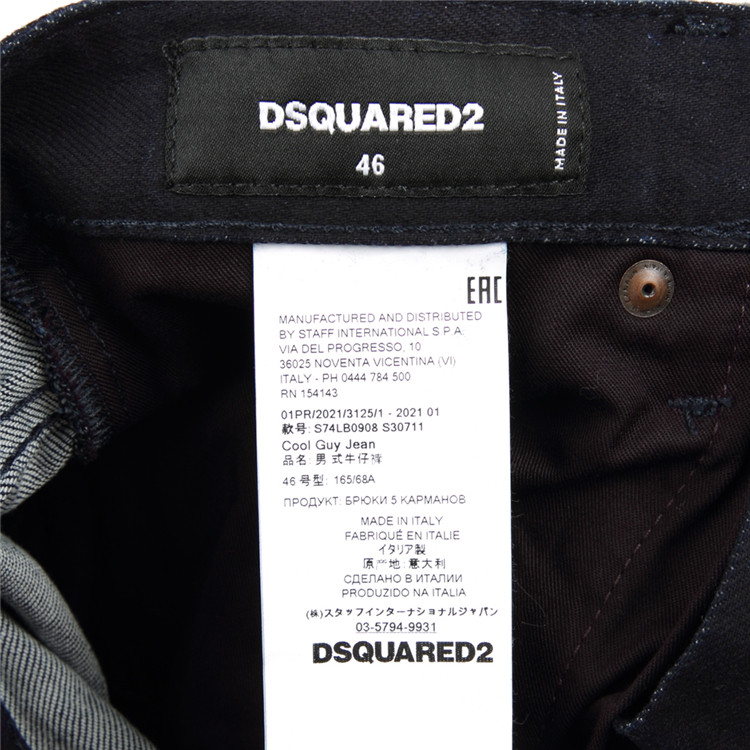 DSQUARED2
46
MADE IN ITALY
EAC
MANUFACTURED AND DISTRIBUTED
BY STAFF INTERNATIONAL S.P.A.
VIA DEL PROGRESSO, 10
36025 NOVENTA VICENTINA (VI)
ITALY - PH 0444 784 500
RN 154143
01PR/2021/3125/1 - 2021 01
款号: S74LB0908 S30711
Cool Guy Jean
品名: 男式牛仔裤
46 号型: 165/68A
ПРОДУКТ: БРЮКИ 5 КАРМАНОВ
MADE IN ITALY
FABRIQUÉ EN ITALIE
イタリア製
原产地: 意大利
СДЕЛАНО В ИТАЛИИ
PRODUZIDO NA ITALIA
(株)スタッフインターナショナルジャパン
03-5794-9931
DSQUARED2